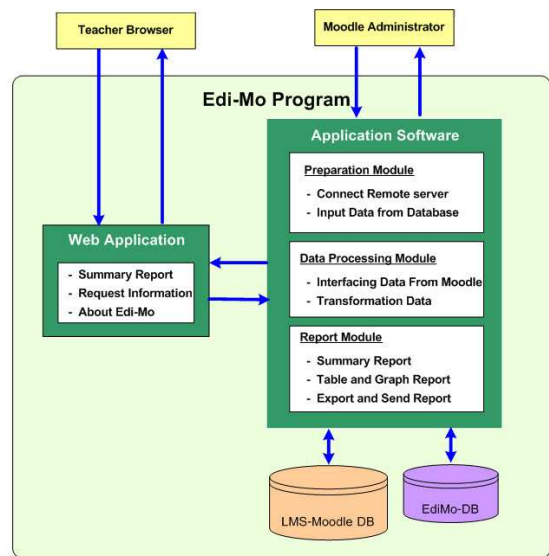 Teacher Browser
Moodle Administrator
Edi-Mo Program
Application Software
Preparation Module
- Connect Remote server
- Input Data from Database
Web Application
- Summary Report
- Request Information
- About Edi-Mo
Data Processing Module
- Interfacing Data From Moodle
- Transformation Data
Report Module
- Summary Report
- Table and Graph Report
- Export and Send Report
LMS-Moodle DB
EdiMo-DB